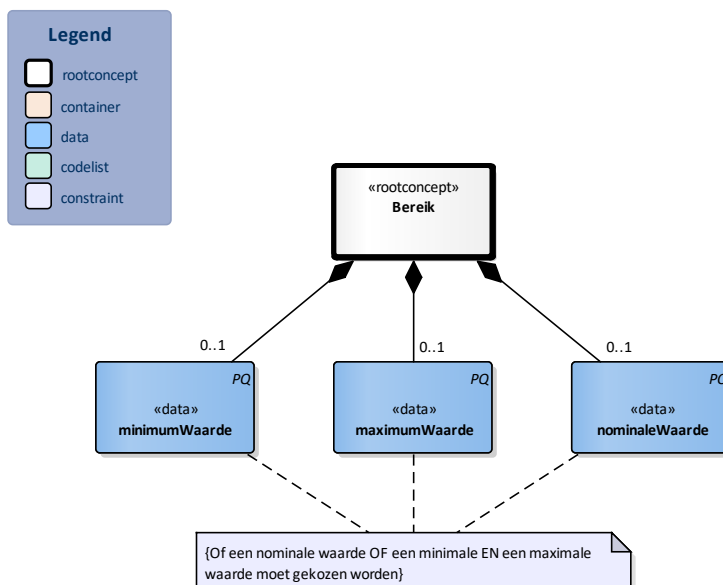 Legend
rootconcept
container
data
codelist
constraint
«rootconcept»
Bereik
0..1
0..1
0..1
PQ
«data»
minimumWaarde
PQ
«data»
maximumWaarde
PQ
«data»
nominaleWaarde
{Of een nominale waarde OF een minimale EN een maximale
waarde moet gekozen worden}